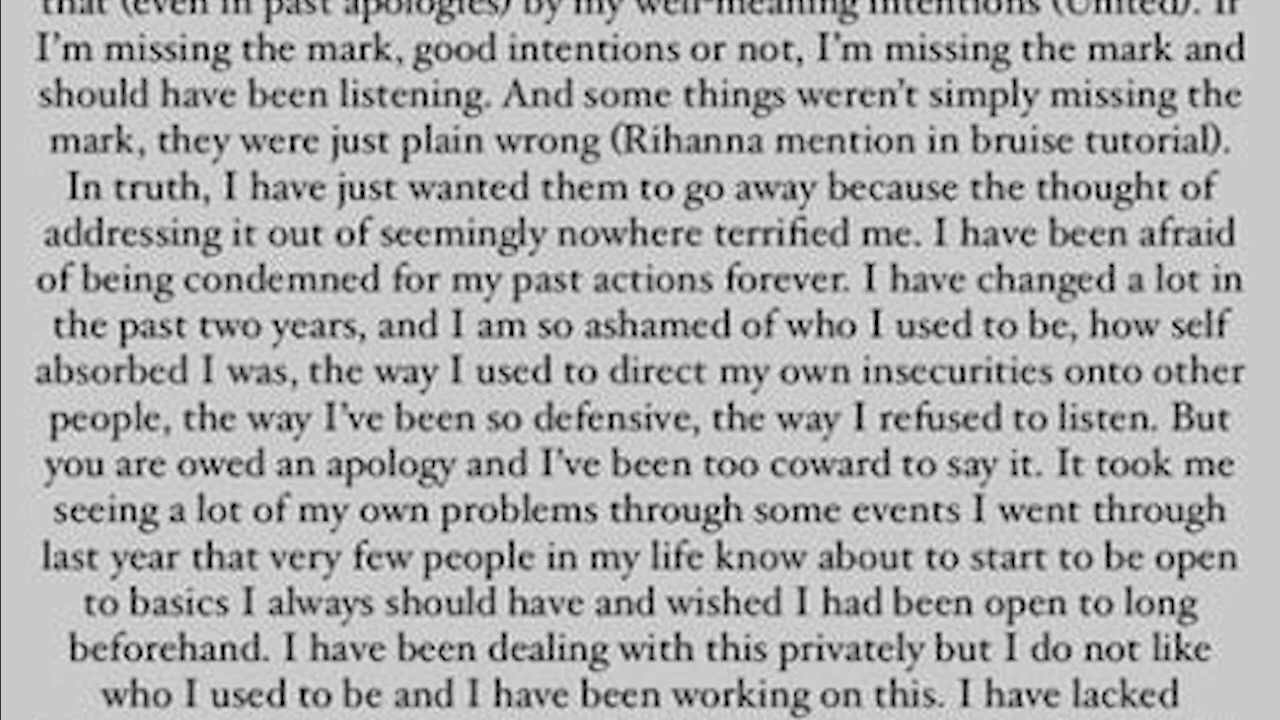 that (even in past apologies) by my well-meaning intentions (United). If
I’m missing the mark, good intentions or not, I’m missing the mark and
should have been listening. And some things weren’t simply missing the
mark, they were just plain wrong (Rihanna mention in bruise tutorial).
In truth, I have just wanted them to go away because the thought of
addressing it out of seemingly nowhere terrified me. I have been afraid
of being condemned for my past actions forever. I have changed a lot in
the past two years, and I am so ashamed of who I used to be, how self
absorbed I was, the way I used to direct my own insecurities onto other
people, the way I’ve been so defensive, the way I refused to listen. But
you are owed an apology and I’ve been too coward to say it. It took me
seeing a lot of my own problems through some events I went through
last year that very few people in my life know about to start to be open
to basics I always should have and wished I had been open to long
beforehand. I have been dealing with this privately but I do not like
who I used to be and I have been working on this. I have lacked